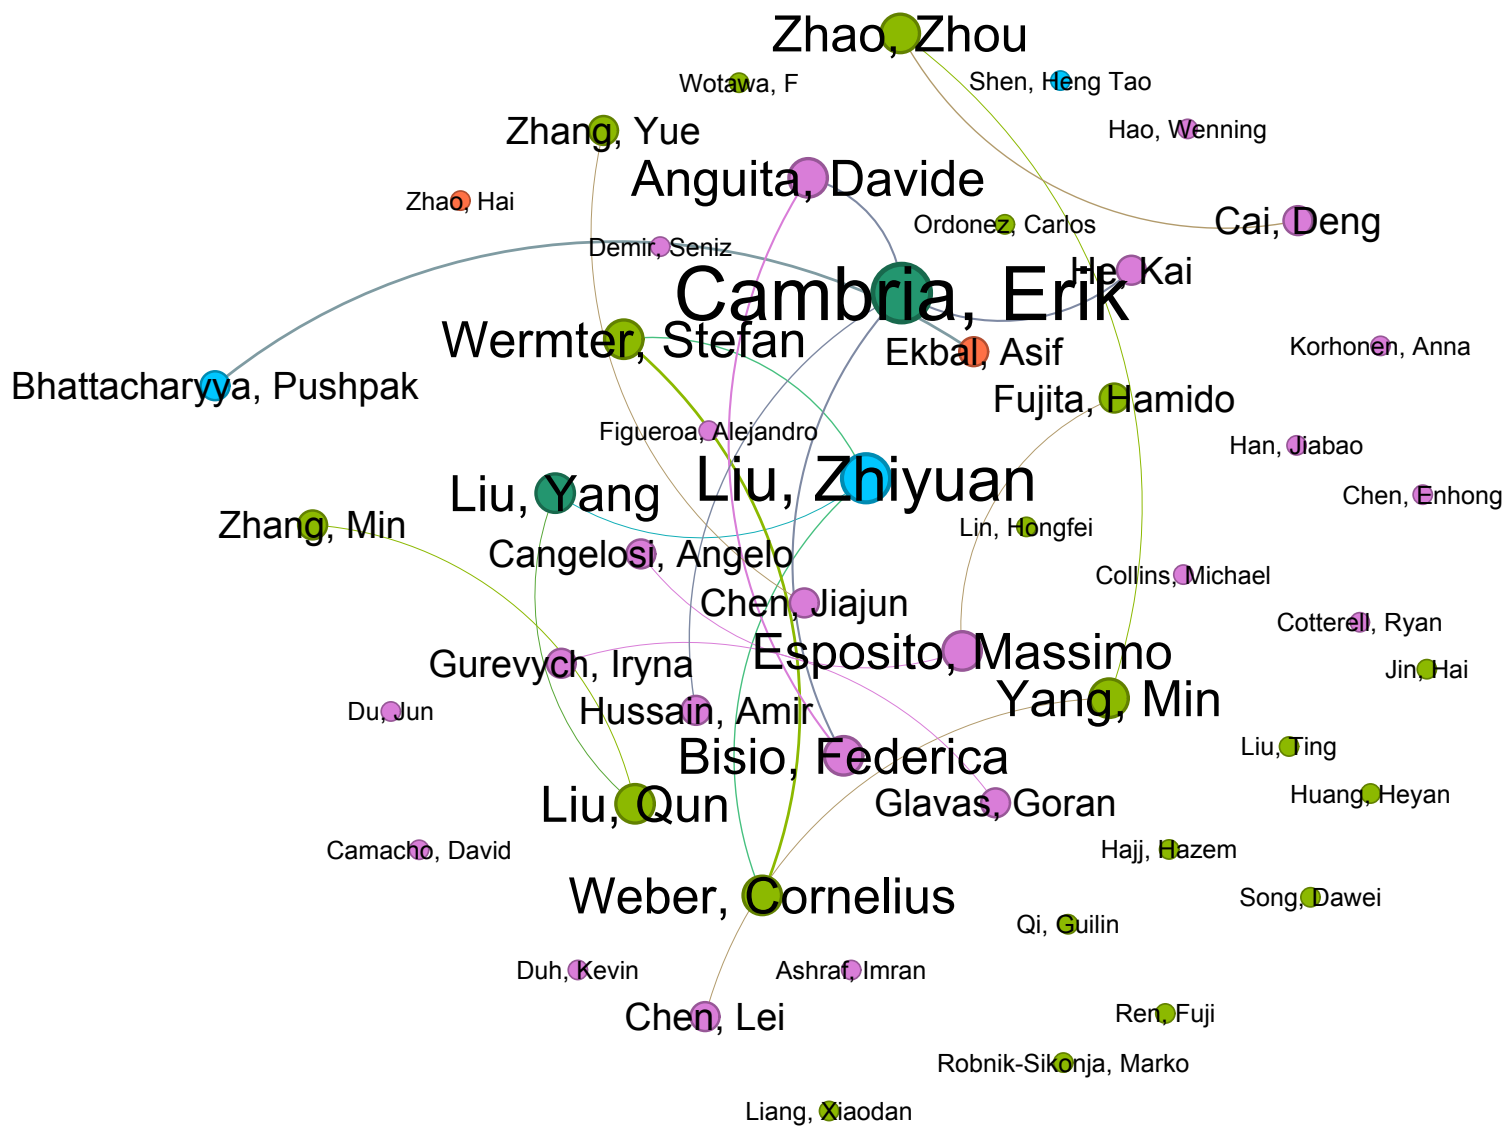 Zhao, Zhou
Wotawa, F
Shen, Heng Tao
Zhang, Yue
Hao, Wenning
Anguita, Davide
Zhao, Hai
Ordonez, Carlos
Cai, Deng
Demir, Seniz
He, Kai
Cambria, Erik
Wermter, Stefan
Ekbal, Asif
Korhonen, Anna
Bhattacharyya, Pushpak
Fujita, Hamido
Figueroa, Alejandro
Han, Jiabao
Liu, Zhiyuan
Liu, Yang
Chen, Enhong
Zhang, Min
Lin, Hongfei
Cangelosi, Angelo
Collins, Michael
Chen, Jiajun
Cotterell, Ryan
Esposito, Massimo
Gurevych, Iryna
Jin, Hai
Yang, Min
Du, Jun
Hussain, Amir
Liu, Ting
Bisio, Federica
Huang, Heyan
Liu, Qun
Glavas, Goran
Camacho, David
Hajj, Hazem
Weber, Cornelius
Song, Dawei
Qi, Guilin
Duh, Kevin
Ashraf, Imran
Chen, Lei
Ren, Fuji
Robnik-Sikonja, Marko
Liang, Xiaodan